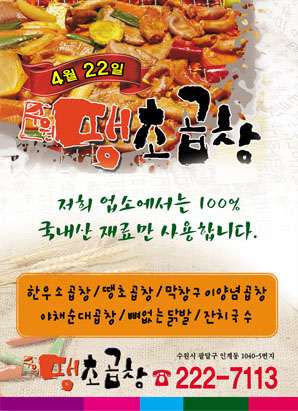 4월 22일
땡초곱창
저희 업소에서는 100%
국내산 재료만 사용합니다.
한우소곱창/땡초곱창/막창구이양념곱창
야채순대곱창/뼈없는닭발/잔치국수
수원시 팔달구 인계동 1040-5번지
땡초곱창 ☎222-7113